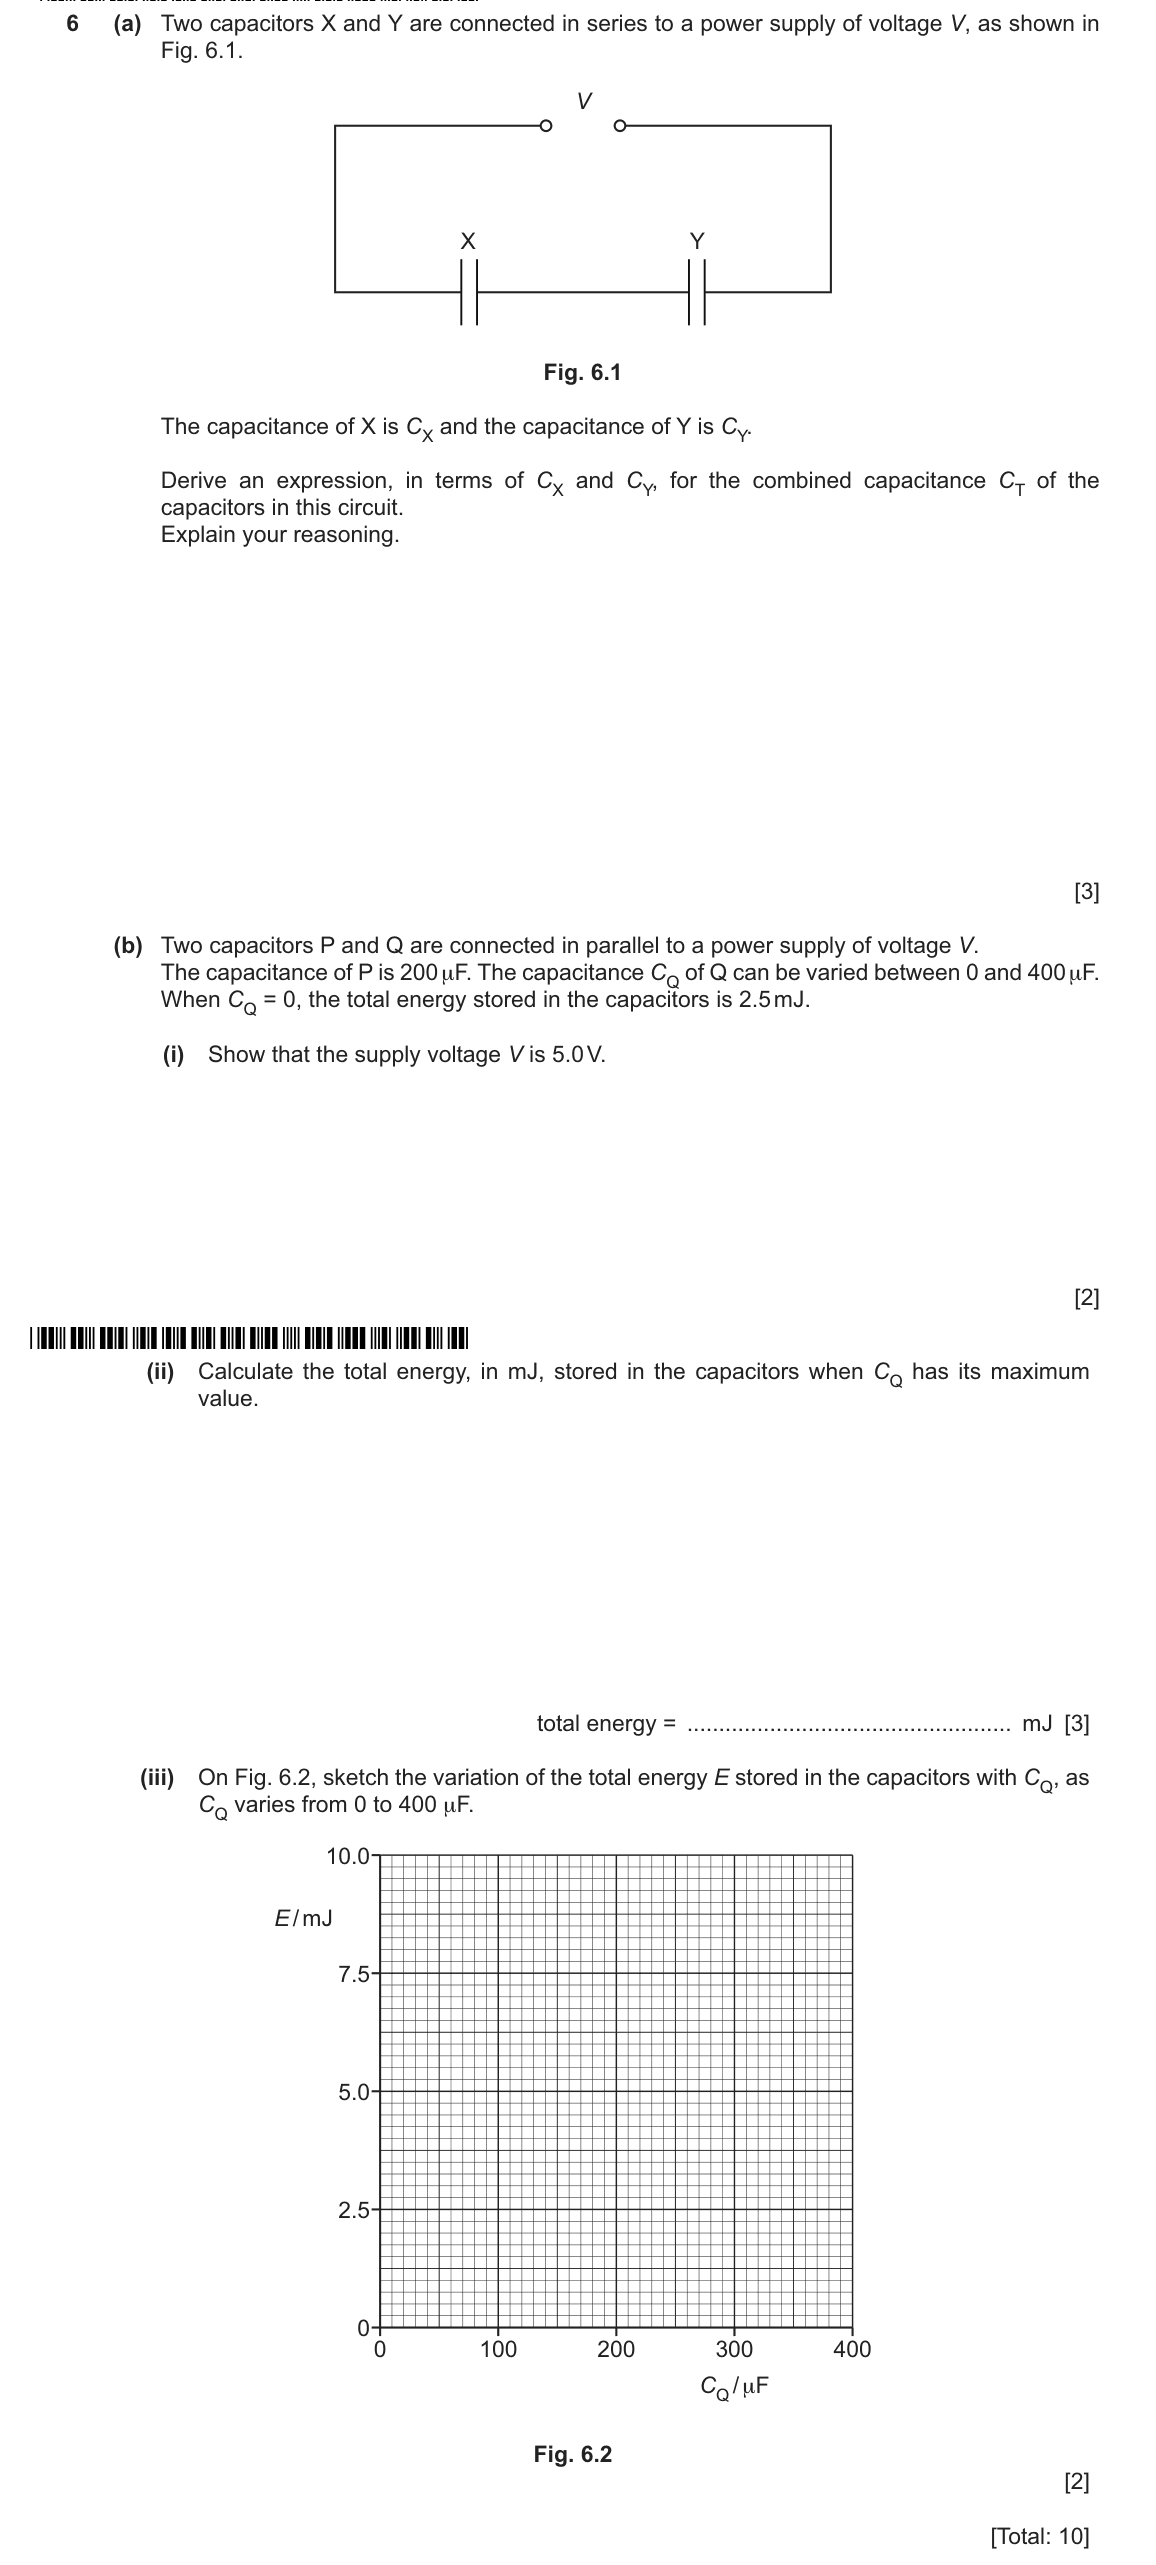 6 (a) Two capacitors X and Y are connected in series to a power supply of voltage V, as shown in
Fig. 6.1.
V
X Y
Fig. 6.1
The capacitance of X is C_X and the capacitance of Y is C_Y.
Derive an expression, in terms of C_X and C_Y, for the combined capacitance C_T of the
capacitors in this circuit.
Explain your reasoning.
[3]
(b) Two capacitors P and Q are connected in parallel to a power supply of voltage V.
The capacitance of P is 200 μF. The capacitance C_Q of Q can be varied between 0 and 400 μF.
When C_Q = 0, the total energy stored in the capacitors is 2.5 mJ.
(i) Show that the supply voltage V is 5.0 V.
[2]
(ii) Calculate the total energy, in mJ, stored in the capacitors when C_Q has its maximum
value.
total energy = ................................................... mJ [3]
(iii) On Fig. 6.2, sketch the variation of the total energy E stored in the capacitors with C_Q, as
C_Q varies from 0 to 400 μF.
10.0
E / mJ
7.5
5.0
2.5
0
0 100 200 300 400
C_Q / μF
Fig. 6.2
[2]
[Total: 10]